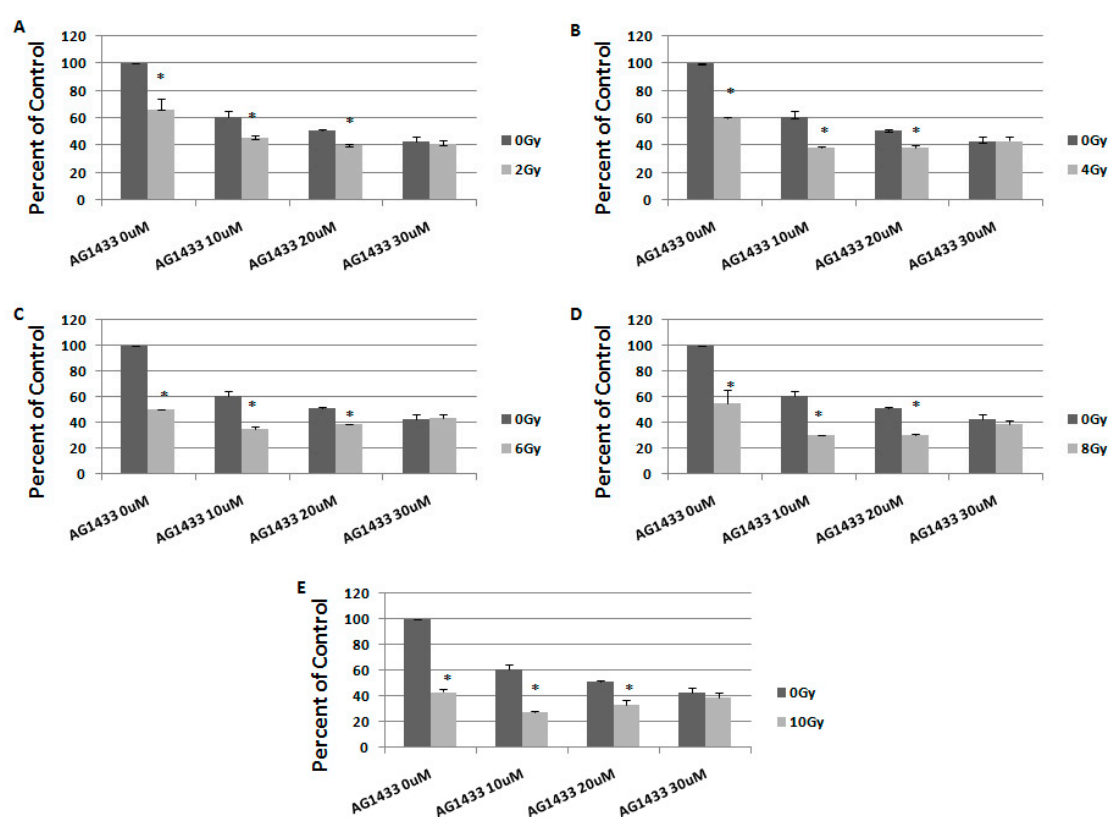 A
Percent of Control
120
100
80
60
40
20
0
*
*
*
AG1433 0uM
AG1433 10uM
AG1433 20uM
AG1433 30uM
0Gy
2Gy
B
Percent of Control
120
100
80
60
40
20
0
*
*
*
AG1433 0uM
AG1433 10uM
AG1433 20uM
AG1433 30uM
0Gy
4Gy
C
Percent of Control
120
100
80
60
40
20
0
*
*
*
AG1433 0uM
AG1433 10uM
AG1433 20uM
AG1433 30uM
0Gy
6Gy
D
Percent of Control
120
100
80
60
40
20
0
*
*
*
AG1433 0uM
AG1433 10uM
AG1433 20uM
AG1433 30uM
0Gy
8Gy
E
Percent of Control
120
100
80
60
40
20
0
*
*
*
AG1433 0uM
AG1433 10uM
AG1433 20uM
AG1433 30uM
0Gy
10Gy